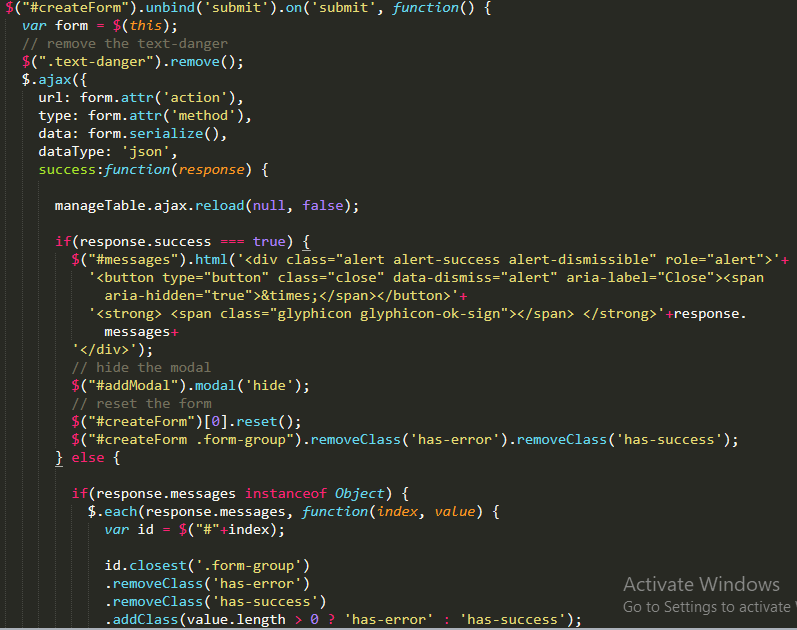 $("#createForm").unbind('submit').on('submit', function() {
var form = $(this);
// remove the text-danger
$(".text-danger").remove();
$.ajax({
url: form.attr('action'),
type: form.attr('method'),
data: form.serialize(),
dataType: 'json',
success:function(response) {
manageTable.ajax.reload(null, false);
if(response.success === true) {
$("#messages").html('<div class="alert alert-success alert-dismissible" role="alert">'+
'<button type="button" class="close" data-dismiss="alert" aria-label="Close"><span
aria-hidden="true">&times;</span></button>'+
'<strong> <span class="glyphicon glyphicon-ok-sign"></span> </strong>'+response.
messages+
'</div>');
// hide the modal
$("#addModal").modal('hide');
// reset the form
$("#createForm")[0].reset();
$("#createForm .form-group").removeClass('has-error').removeClass('has-success');
} else {
if(response.messages instanceof Object) {
$.each(response.messages, function(index, value) {
var id = $("#"+index);
id.closest('.form-group')
.removeClass('has-error')
.removeClass('has-success')
.addClass(value.length > 0 ? 'has-error' : 'has-success');
Activate Windows
Go to Settings to activate